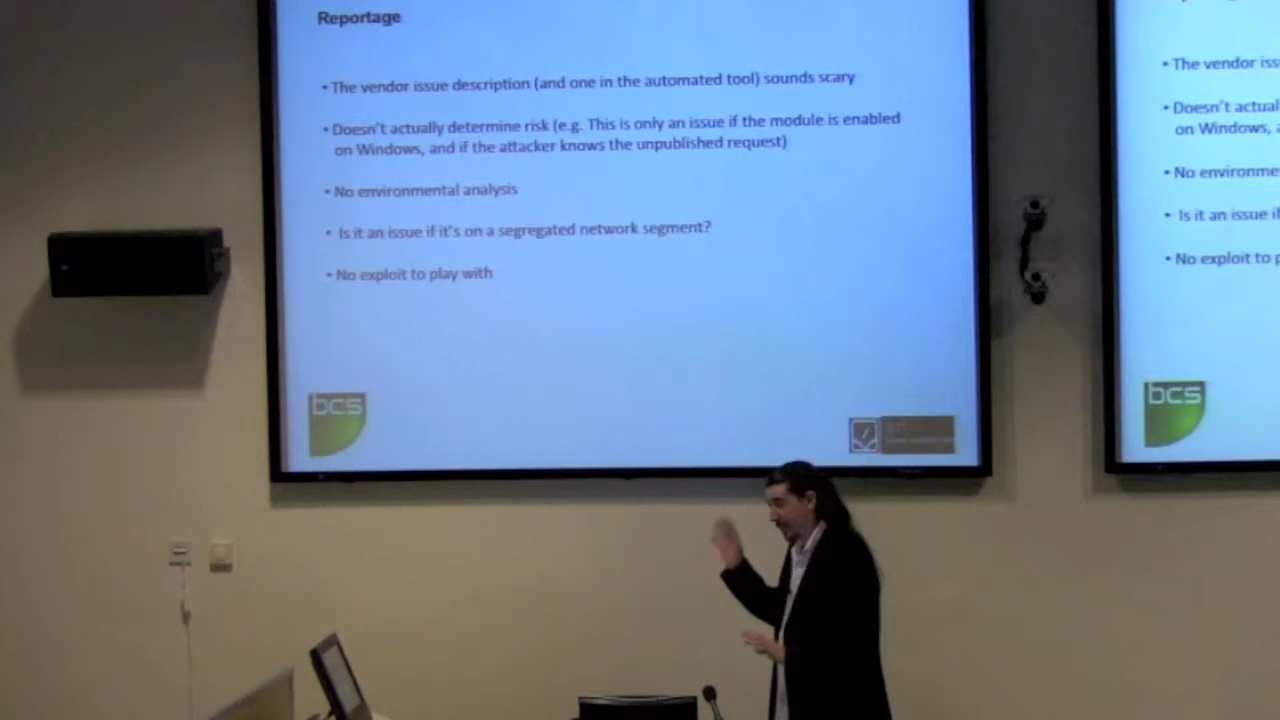 Reportage
• The vendor issue description (and one in the automated tool) sounds scary
• Doesn't actually determine risk (e.g. This is only an issue if the module is enabled
on Windows, and if the attacker knows the unpublished request)
• No environmental analysis
• Is it an issue if it's on a segregated network segment?
• No exploit to play with
bcs
• The vendor iss
• Doesn't actual
on Windows, a
• No environme
• Is it an issue if
• No exploit to p
bcs